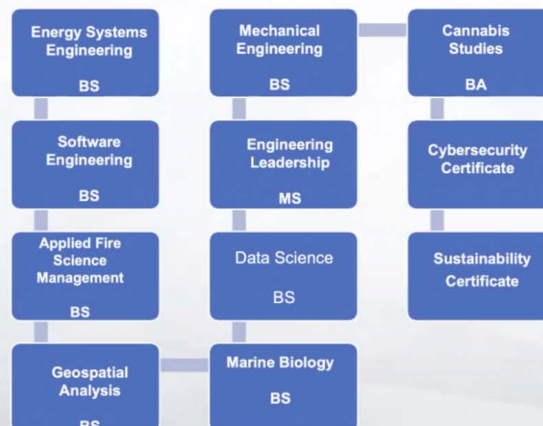 Energy Systems
Engineering
BS
Software
Engineering
BS
Applied Fire
Science
Management
BS
Geospatial
Analysis
BS
Marine Biology
BS
Data Science
BS
Engineering
Leadership
MS
Mechanical
Engineering
BS
Cannabis
Studies
BA
Cybersecurity
Certificate
Sustainability
Certificate